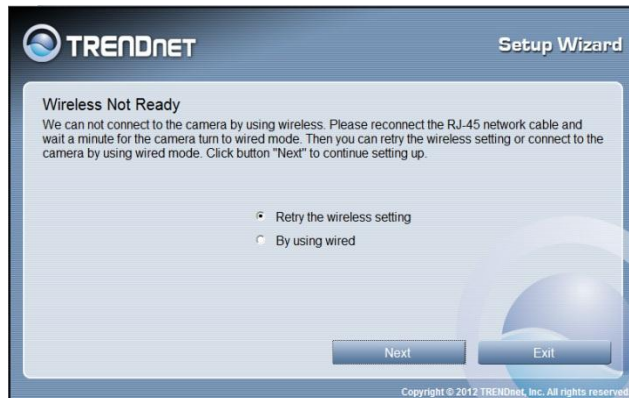 TRENDNET
Setup Wizard
Wireless Not Ready
We can not connect to the camera by using wireless. Please reconnect the RJ-45 network cable and
wait a minute for the camera turn to wired mode. Then you can retry the wireless setting or connect to the
camera by using wired mode. Click button "Next" to continue setting up.
Retry the wireless setting
By using wired
Next
Exit
Copyright © 2012 TRENDnet, Inc. All rights reserved